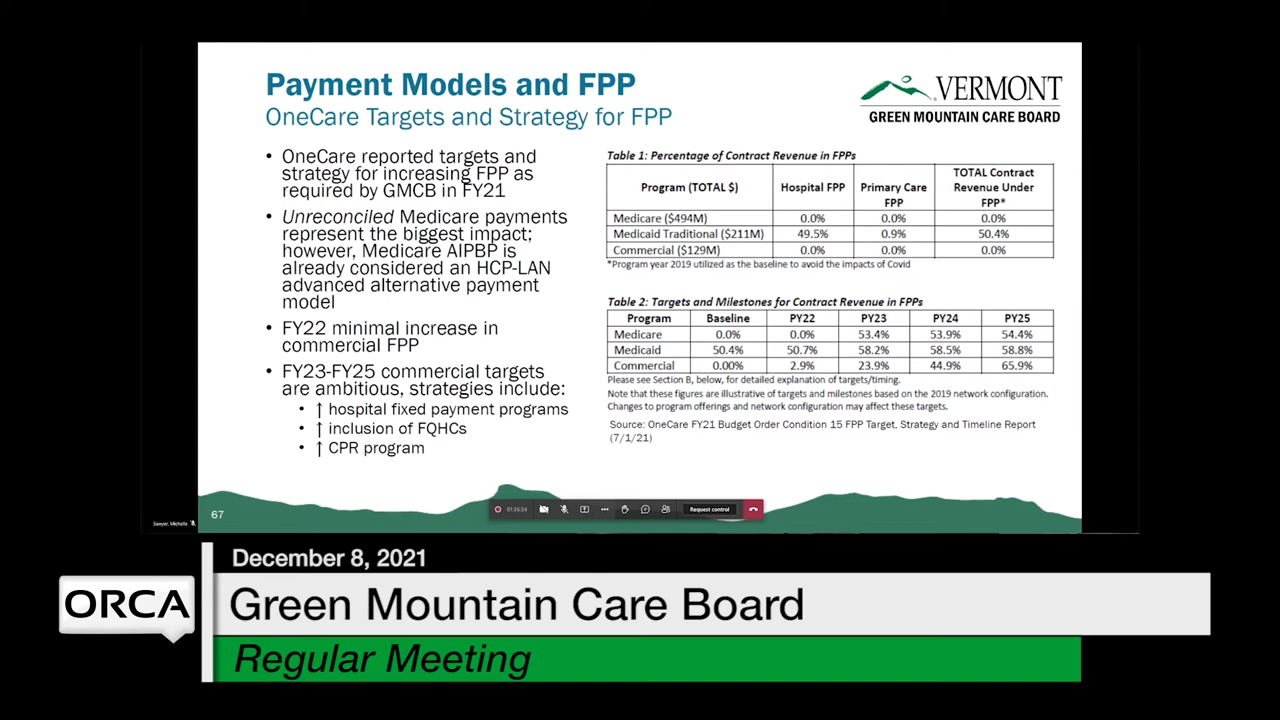 Payment Models and FPP
OneCare Targets and Strategy for FPP
VERMONT
GREEN MOUNTAIN CARE BOARD
• OneCare reported targets and
strategy for increasing FPP as
required by GMCB in FY21
• Unreconciled Medicare payments
represent the biggest impact;
however, Medicare AIPBP is
already considered an HCP-LAN
advanced alternative payment
model
• FY22 minimal increase in
commercial FPP
• FY23-FY25 commercial targets
are ambitious, strategies include:
• ↑ hospital fixed payment programs
• ↑ inclusion of FQHCs
• ↑ CPR program
Table 1: Percentage of Contract Revenue in FPPs
Program (TOTAL $) Hospital FPP Primary Care FPP TOTAL Contract Revenue Under FPP*
Medicare ($494M) 0.0% 0.0% 0.0%
Medicaid Traditional ($211M) 49.5% 0.9% 50.4%
Commercial ($129M) 0.0% 0.0% 0.0%
*Program year 2019 utilized as the baseline to avoid the impacts of Covid
Table 2: Targets and Milestones for Contract Revenue in FPPs
Program Baseline PY22 PY23 PY24 PY25
Medicare 0.0% 0.0% 53.4% 53.9% 54.4%
Medicaid 50.4% 50.7% 58.2% 58.5% 58.8%
Commercial 0.00% 2.9% 23.9% 44.9% 65.9%
Please see Section B, below, for detailed explanation of targets/timing.
Note that these figures are illustrative of targets and milestones based on the 2019 network configuration.
Changes to program offerings and network configuration may affect these targets.
Source: OneCare FY21 Budget Order Condition 15 FPP Target, Strategy and Timeline Report
(7/1/21)
67
01:36:34
Request control
Sawyer, Michelle
December 8, 2021
ORCA
Green Mountain Care Board
Regular Meeting